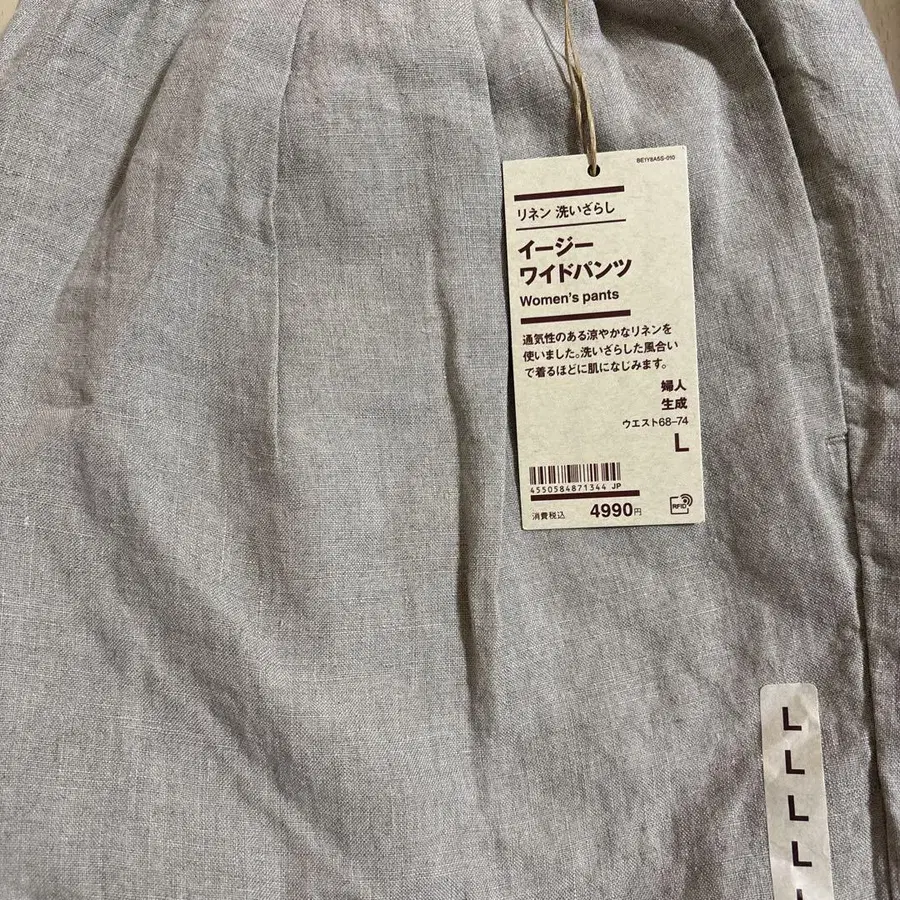 BE1Y8A5S-010
リネン 洗いざらし
イージー
ワイドパンツ
Women's pants
通気性のある涼やかなリネンを
使いました。洗いざらした風合い
で着るほどに肌になじみます。
婦人
生成
ウエスト68-74
L
4550584871344 JP
消費税込 4990円
RFID
L
L
L
L